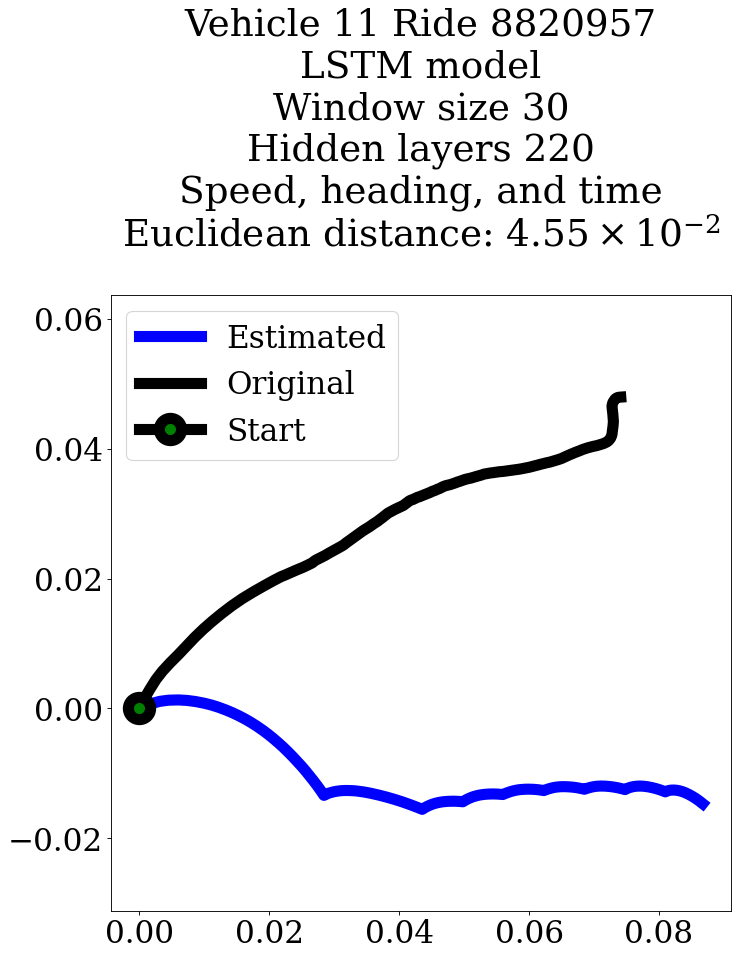 Vehicle 11 Ride 8820957
LSTM model
Window size 30
Hidden layers 220
Speed, heading, and time
Euclidean distance: 4.55 × 10⁻²
0.06
0.04
0.02
0.00
−0.02
Estimated
Original
Start
0.00 0.02 0.04 0.06 0.08